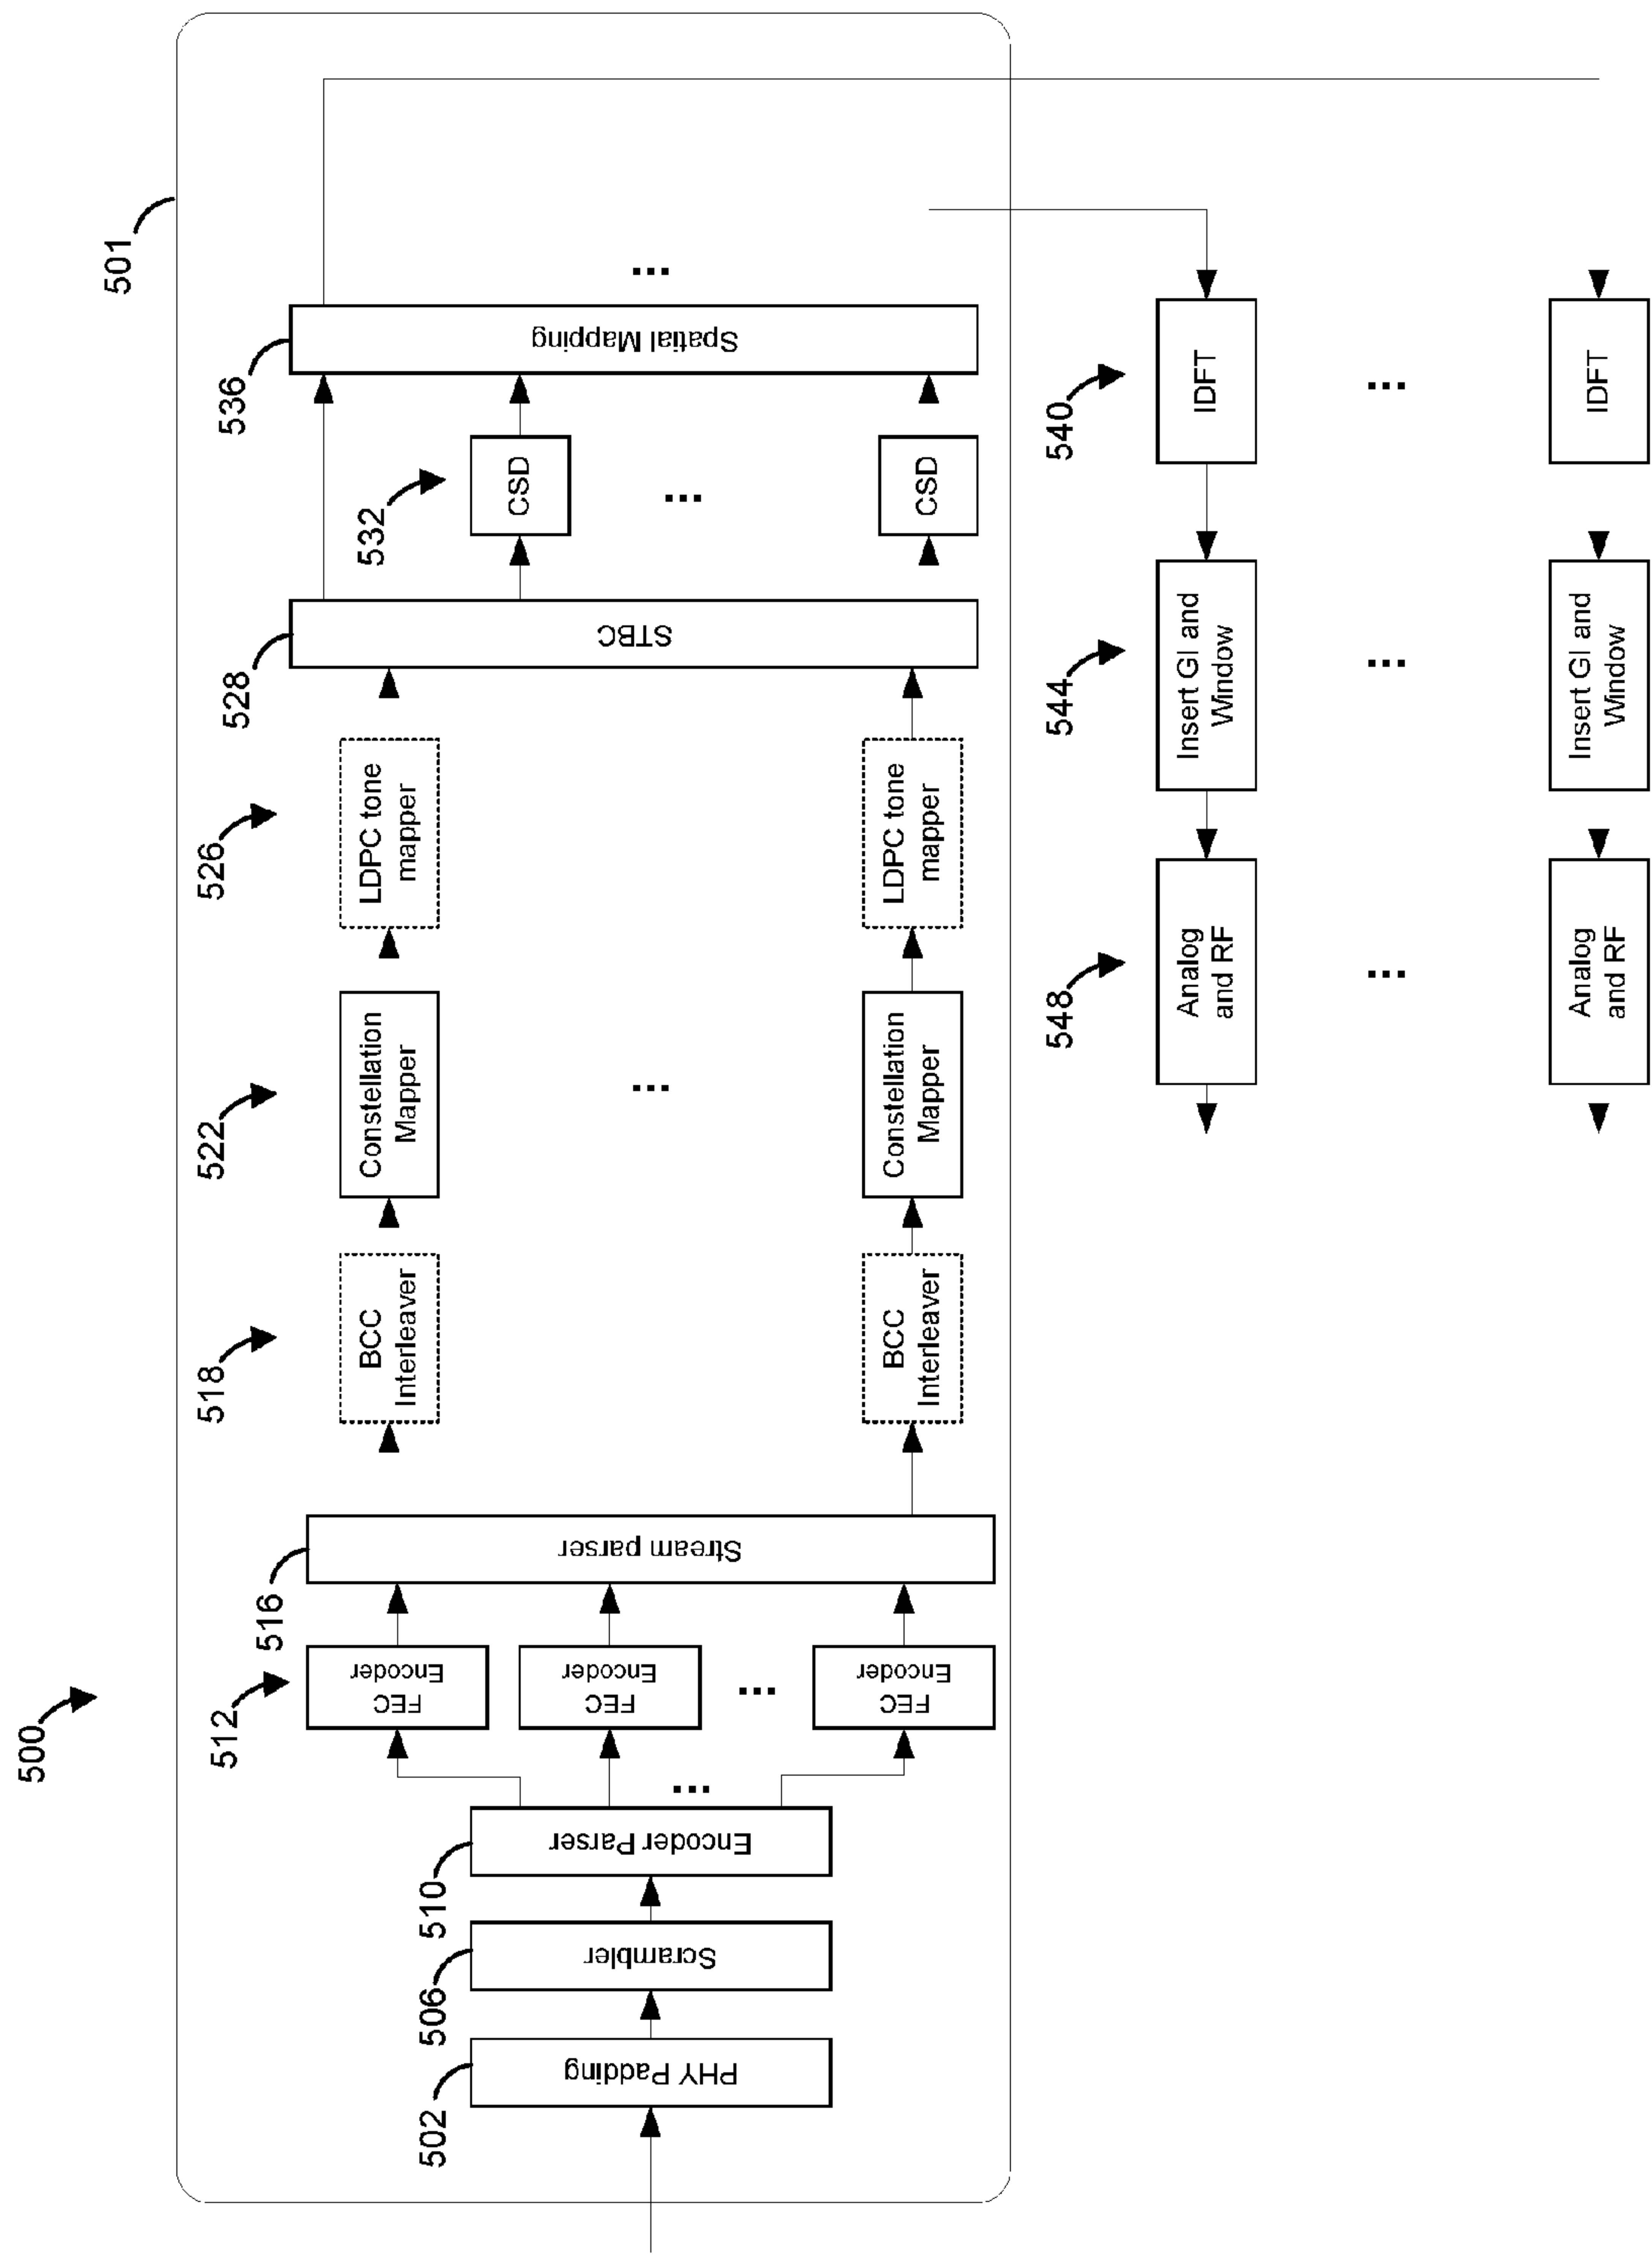 500
501
502
PHY Padding
506
Scrambler
510
Encoder Parser
...
512
FEC
Encoder
FEC
Encoder
...
FEC
Encoder
516
Stream parser
518
BCC
Interleaver
BCC
Interleaver
522
Constellation
Mapper
...
Constellation
Mapper
526
LDPC tone
mapper
LDPC tone
mapper
528
STBC
532
CSD
...
CSD
536
Spatial Mapping
...
540
IDFT
...
IDFT
544
Insert GI and
Window
...
Insert GI and
Window
548
Analog
and RF
...
Analog
and RF